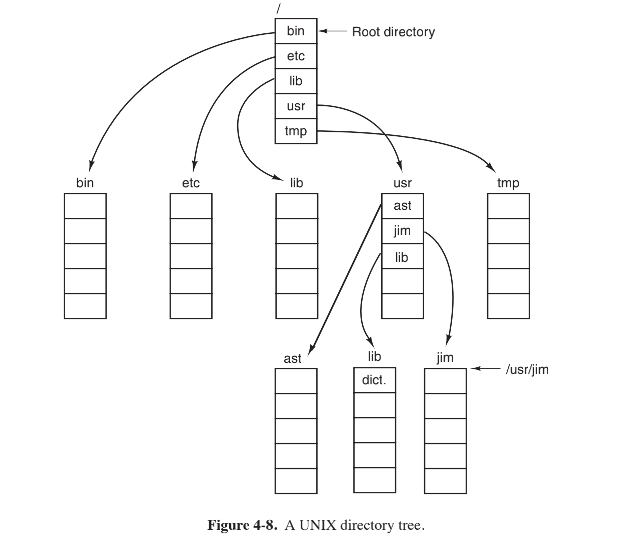 /
bin
Root directory
etc
lib
usr
tmp
bin
etc
lib
usr
tmp
ast
jim
lib
ast
lib
jim
/usr/jim
dict.
Figure 4-8. A UNIX directory tree.